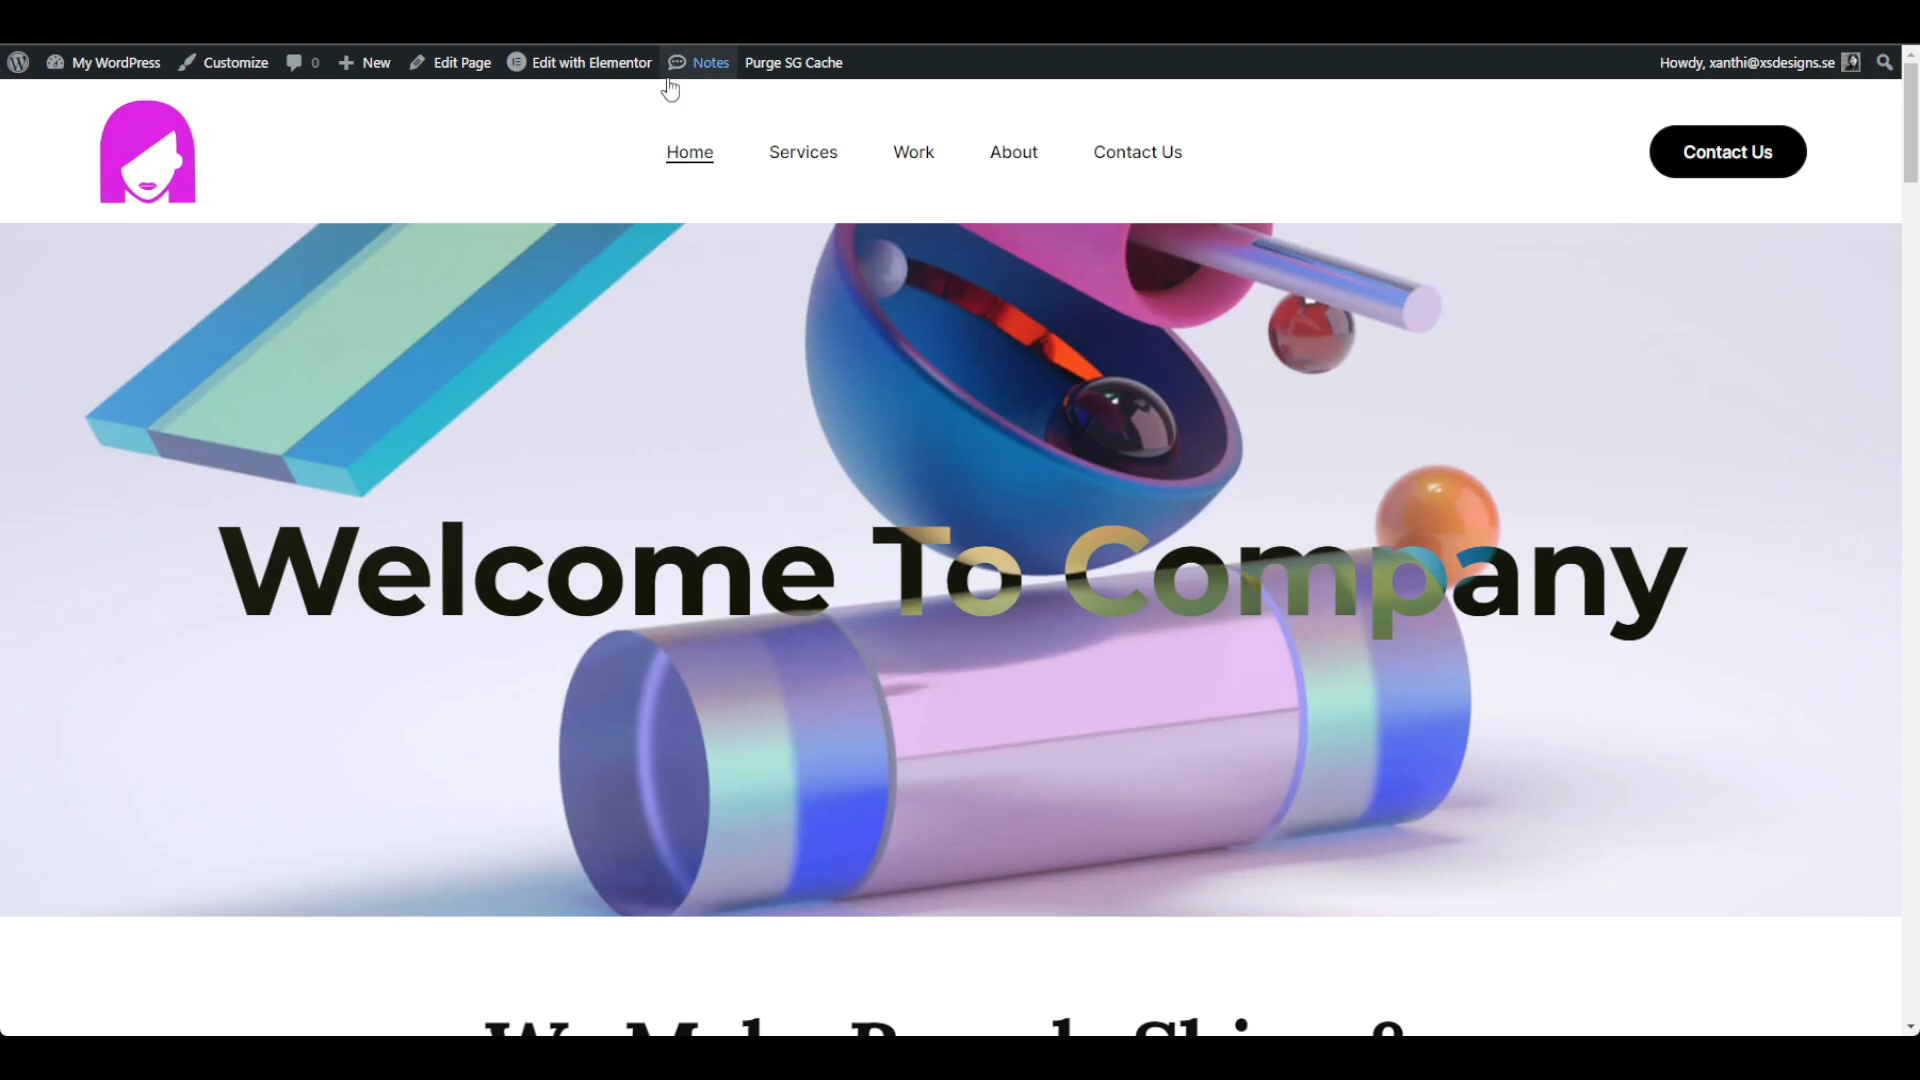 My WordPress Customize 0 New Edit Page Edit with Elementor Notes Purge SG Cache Howdy, xanthi@xsdesigns.se
Home Services Work About Contact Us Contact Us
Welcome To Company